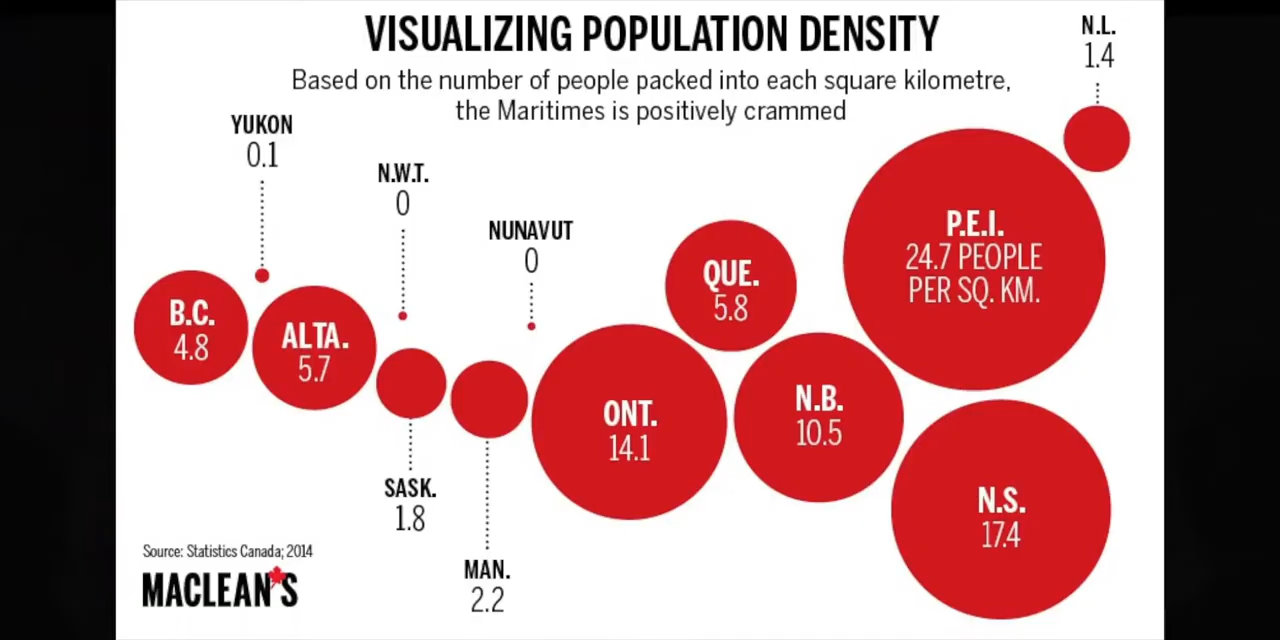 VISUALIZING POPULATION DENSITY
Based on the number of people packed into each square kilometre,
the Maritimes is positively crammed
N.L.
1.4
YUKON
0.1
N.W.T.
0
NUNAVUT
0
B.C.
4.8
ALTA.
5.7
SASK.
1.8
MAN.
2.2
ONT.
14.1
QUE.
5.8
N.B.
10.5
P.E.I.
24.7 PEOPLE
PER SQ. KM.
N.S.
17.4
Source: Statistics Canada; 2014
MACLEAN'S